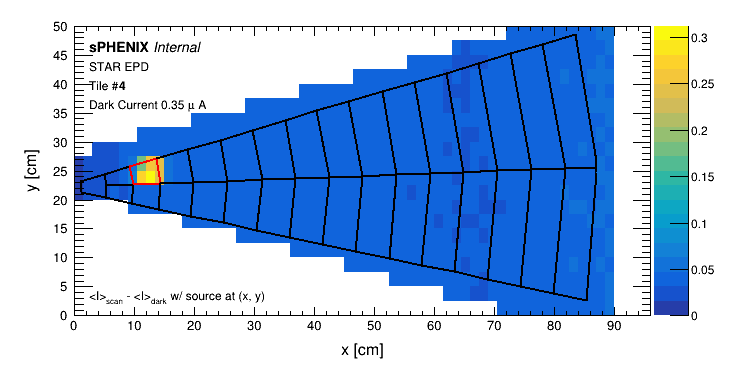 sPHENIX Internal
STAR EPD
Tile #4
Dark Current 0.35 μ A
<I>scan - <I>dark w/ source at (x, y)
y [cm]
50
45
40
35
30
25
20
15
10
5
0
0 10 20 30 40 50 60 70 80 90
x [cm]
0.3
0.25
0.2
0.15
0.1
0.05
0